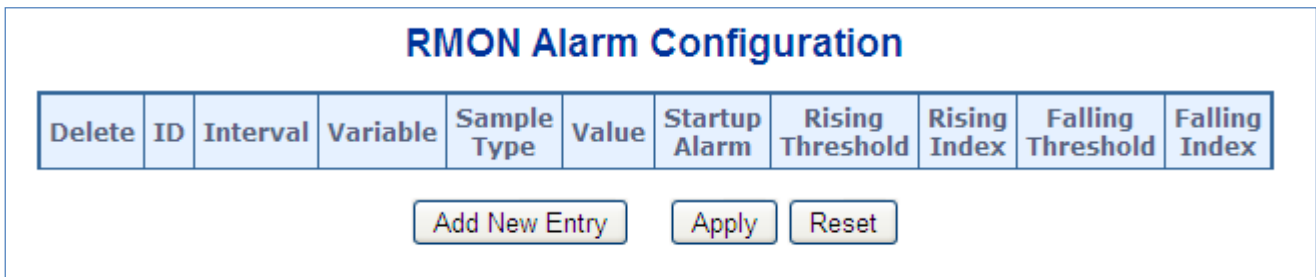 RMON Alarm Configuration
Delete ID Interval Variable Sample Type Value Startup Alarm Rising Threshold Rising Index Falling Threshold Falling Index
Add New Entry Apply Reset